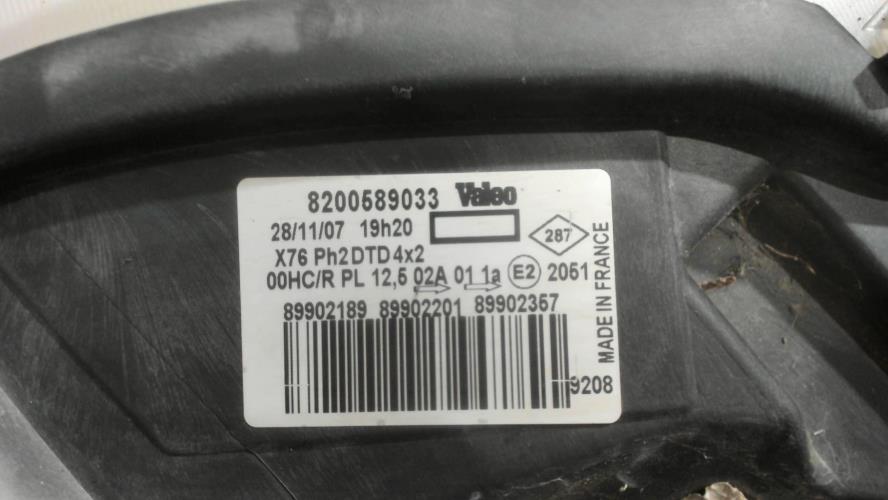 8200589033 Valeo
28/11/07 19h20
287
X76 Ph2DTD4x2
00HC/R PL 12,5 02A 01 1a E2 2051
89902189 89902201 89902357
9208
MADE IN FRANCE